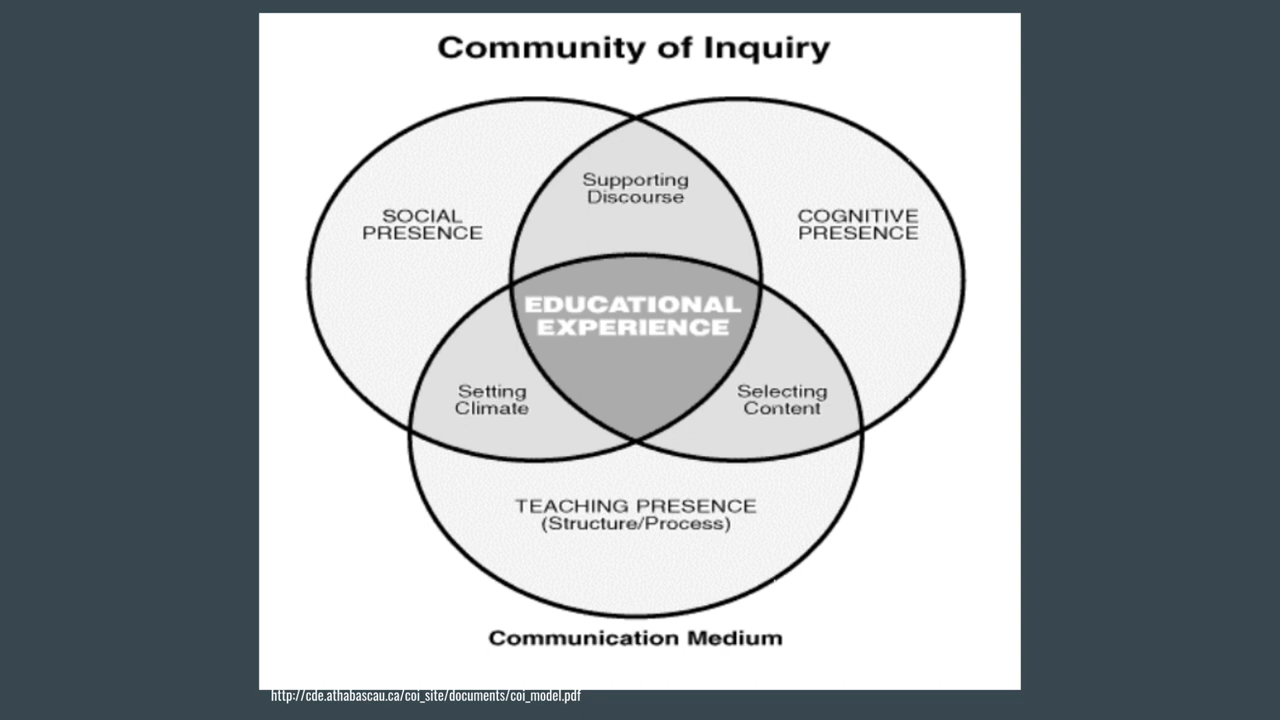 Community of Inquiry
Supporting
Discourse
SOCIAL
PRESENCE
COGNITIVE
PRESENCE
EDUCATIONAL
EXPERIENCE
Setting
Climate
Selecting
Content
TEACHING PRESENCE
(Structure/Process)
Communication Medium
http://cde.athabascau.ca/coi_site/documents/coi_model.pdf